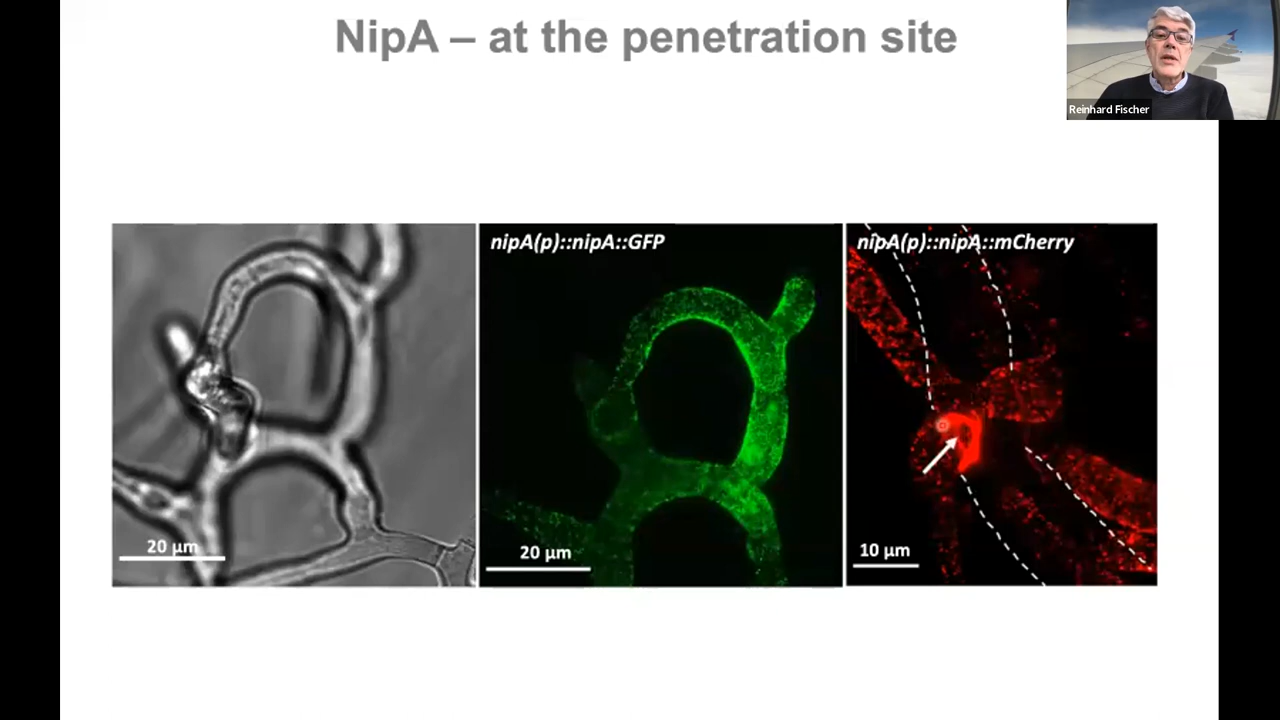 NipA – at the penetration site
Reinhard Fischer
nipA(p)::nipA::GFP
nipA(p)::nipA::mCherry
20 µm
20 µm
10 µm